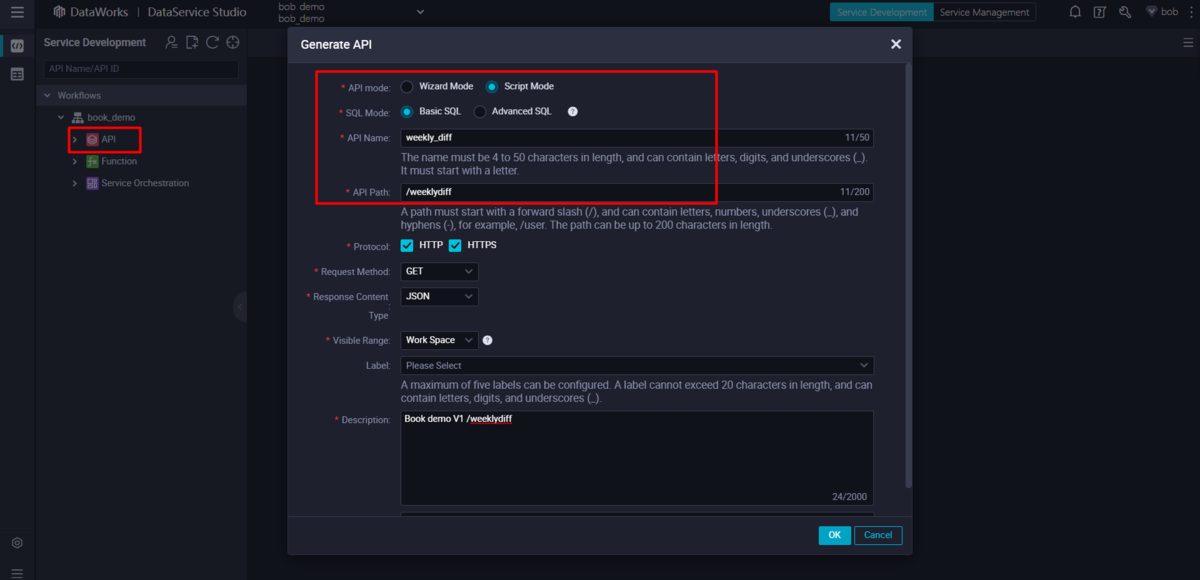 DataWorks | DataService Studio
bob demo
bob_demo
Service Development
Service Management
bob
Service Development
API Name/API ID
Workflows
book_demo
API
Function
Service Orchestration
Generate API
* API mode: Wizard Mode Script Mode
* SQL Mode: Basic SQL Advanced SQL
* API Name: weekly_diff 11/50
The name must be 4 to 50 characters in length, and can contain letters, digits, and underscores (_).
It must start with a letter.
* API Path: /weeklydiff 11/200
A path must start with a forward slash (/), and can contain letters, numbers, underscores (_), and
hyphens (-), for example, /user. The path can be up to 200 characters in length.
* Protocol: HTTP HTTPS
* Request Method: GET
* Response Content
Type: JSON
* Visible Range: Work Space
Label: Please Select
A maximum of five labels can be configured. A label cannot exceed 20 characters in length, and can
contain letters, digits, and underscores (_).
* Description: Book demo V1 /weeklydiff
24/2000
OK
Cancel